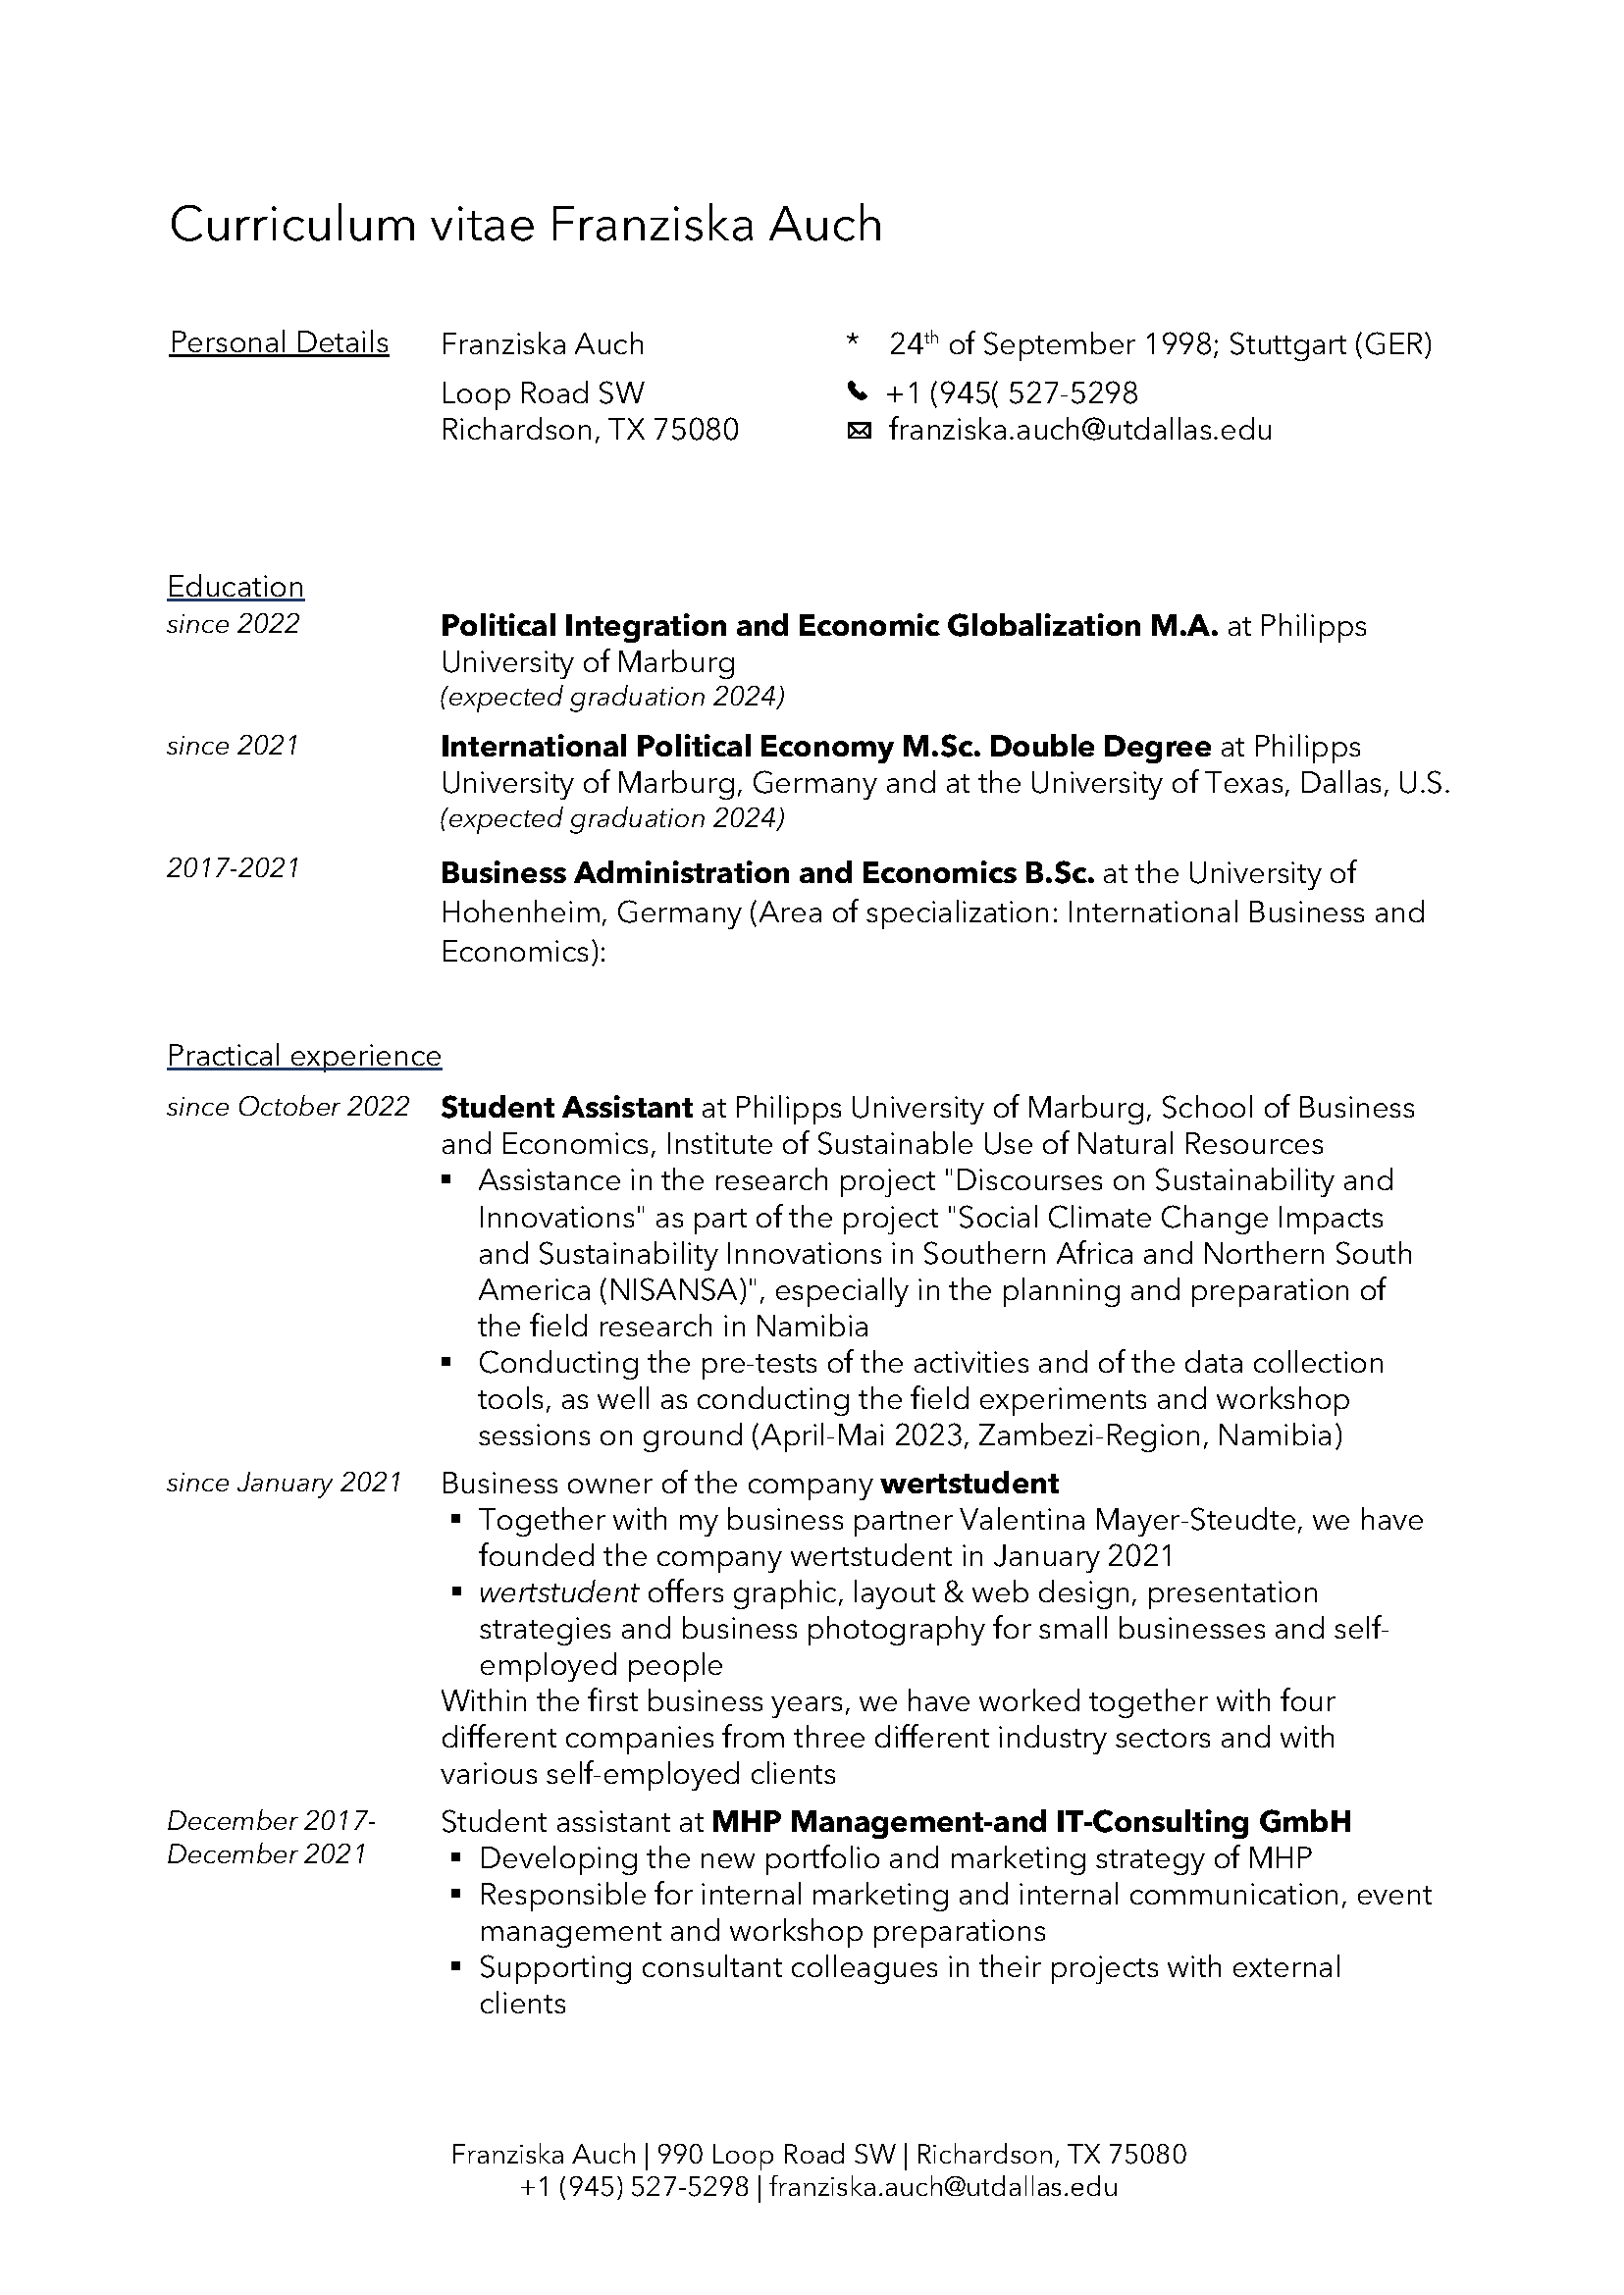 Curriculum vitae Franziska Auch
Personal Details
Franziska Auch
* 24th of September 1998; Stuttgart (GER)
Loop Road SW
+1 (945( 527-5298
Richardson, TX 75080
franziska.auch@utdallas.edu
Education
since 2022
Political Integration and Economic Globalization M.A. at Philipps
University of Marburg
(expected graduation 2024)
since 2021
International Political Economy M.Sc. Double Degree at Philipps
University of Marburg, Germany and at the University of Texas, Dallas, U.S.
(expected graduation 2024)
2017-2021
Business Administration and Economics B.Sc. at the University of
Hohenheim, Germany (Area of specialization: International Business and
Economics):
Practical experience
since October 2022
Student Assistant at Philipps University of Marburg, School of Business
and Economics, Institute of Sustainable Use of Natural Resources
▪ Assistance in the research project "Discourses on Sustainability and
Innovations" as part of the project "Social Climate Change Impacts
and Sustainability Innovations in Southern Africa and Northern South
America (NISANSA)", especially in the planning and preparation of
the field research in Namibia
▪ Conducting the pre-tests of the activities and of the data collection
tools, as well as conducting the field experiments and workshop
sessions on ground (April-Mai 2023, Zambezi-Region, Namibia)
since January 2021
Business owner of the company wertstudent
▪ Together with my business partner Valentina Mayer-Steudte, we have
founded the company wertstudent in January 2021
▪ wertstudent offers graphic, layout & web design, presentation
strategies and business photography for small businesses and self-
employed people
Within the first business years, we have worked together with four
different companies from three different industry sectors and with
various self-employed clients
December 2017-
December 2021
Student assistant at MHP Management-and IT-Consulting GmbH
▪ Developing the new portfolio and marketing strategy of MHP
▪ Responsible for internal marketing and internal communication, event
management and workshop preparations
▪ Supporting consultant colleagues in their projects with external
clients
Franziska Auch | 990 Loop Road SW | Richardson, TX 75080
+1 (945) 527-5298 | franziska.auch@utdallas.edu